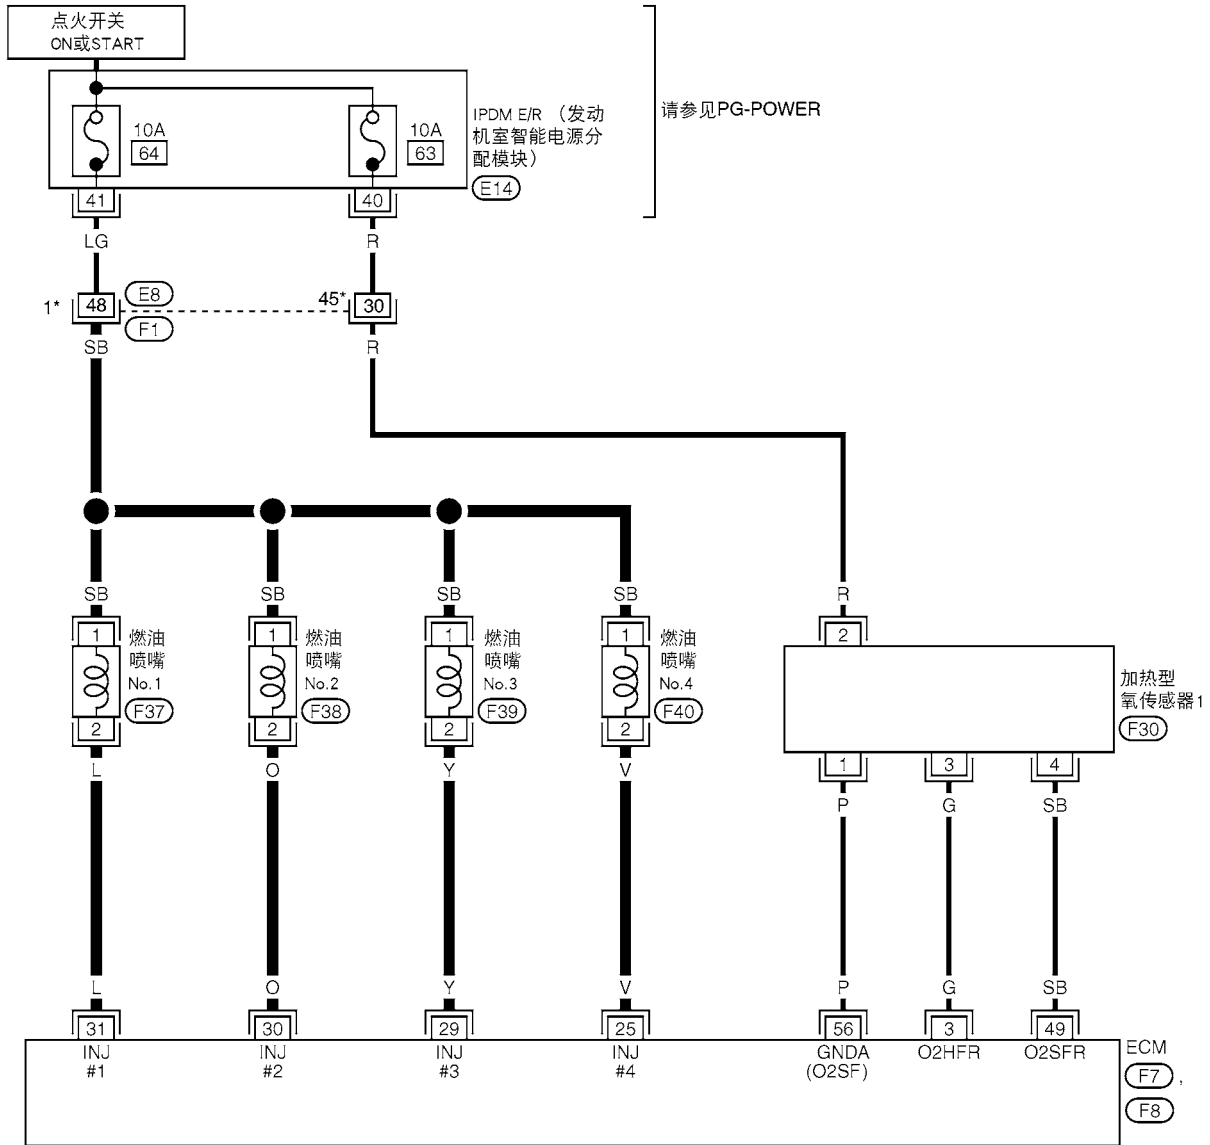 点火开关
ON或START
请参见PG-POWER
IPDM E/R （发动
机室智能电源分
配模块）
E14
10A
64
10A
63
41
40
LG
R
1*
48
E8
F1
45*
30
SB
R
SB
SB
SB
SB
R
1
1
1
1
2
燃油
喷嘴
No.1
F37
燃油
喷嘴
No.2
F38
燃油
喷嘴
No.3
F39
燃油
喷嘴
No.4
F40
加热型
氧传感器1
F30
2
2
2
2
1
3
4
L
O
Y
V
P
G
SB
L
O
Y
V
P
G
SB
31
30
29
25
56
3
49
INJ
#1
INJ
#2
INJ
#3
INJ
#4
GNDA
(O2SF)
O2HFR
O2SFR
ECM
F7 ,
F8